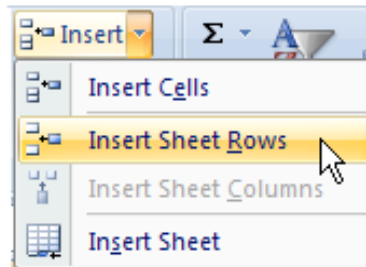 Insert
Σ
A
Insert Cells
Insert Sheet Rows
Insert Sheet Columns
Insert Sheet